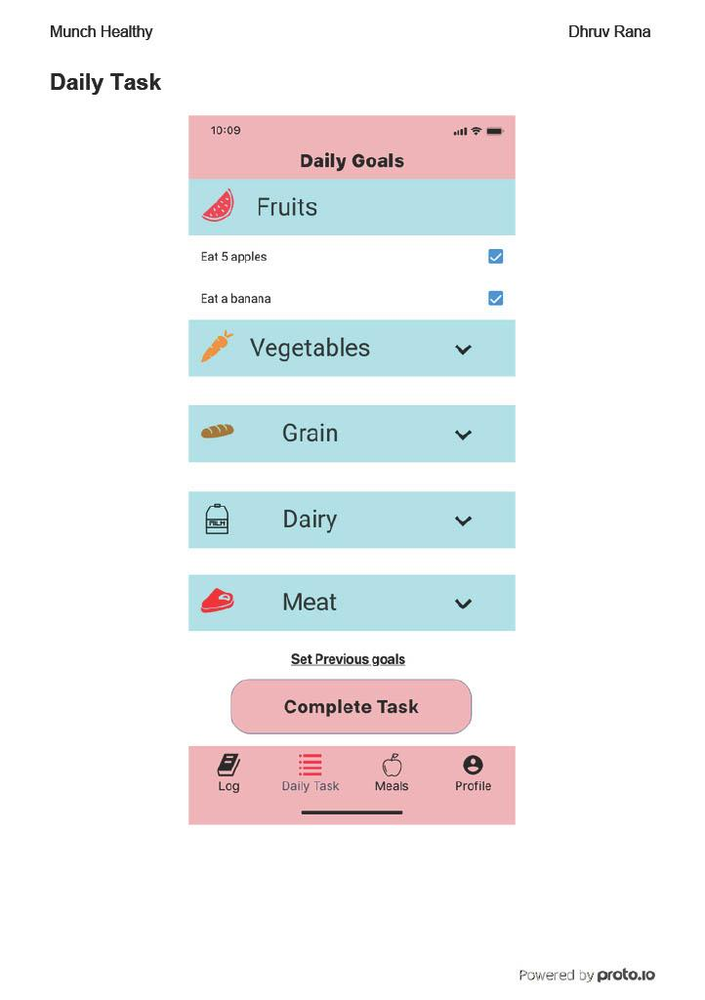 Munch Healthy
Dhruv Rana
Daily Task
10:09
Daily Goals
Fruits
Eat 5 apples
Eat a banana
Vegetables
Grain
MILK
Dairy
Meat
Set Previous goals
Complete Task
Log
Daily Task
Meals
Profile
Powered by proto.io